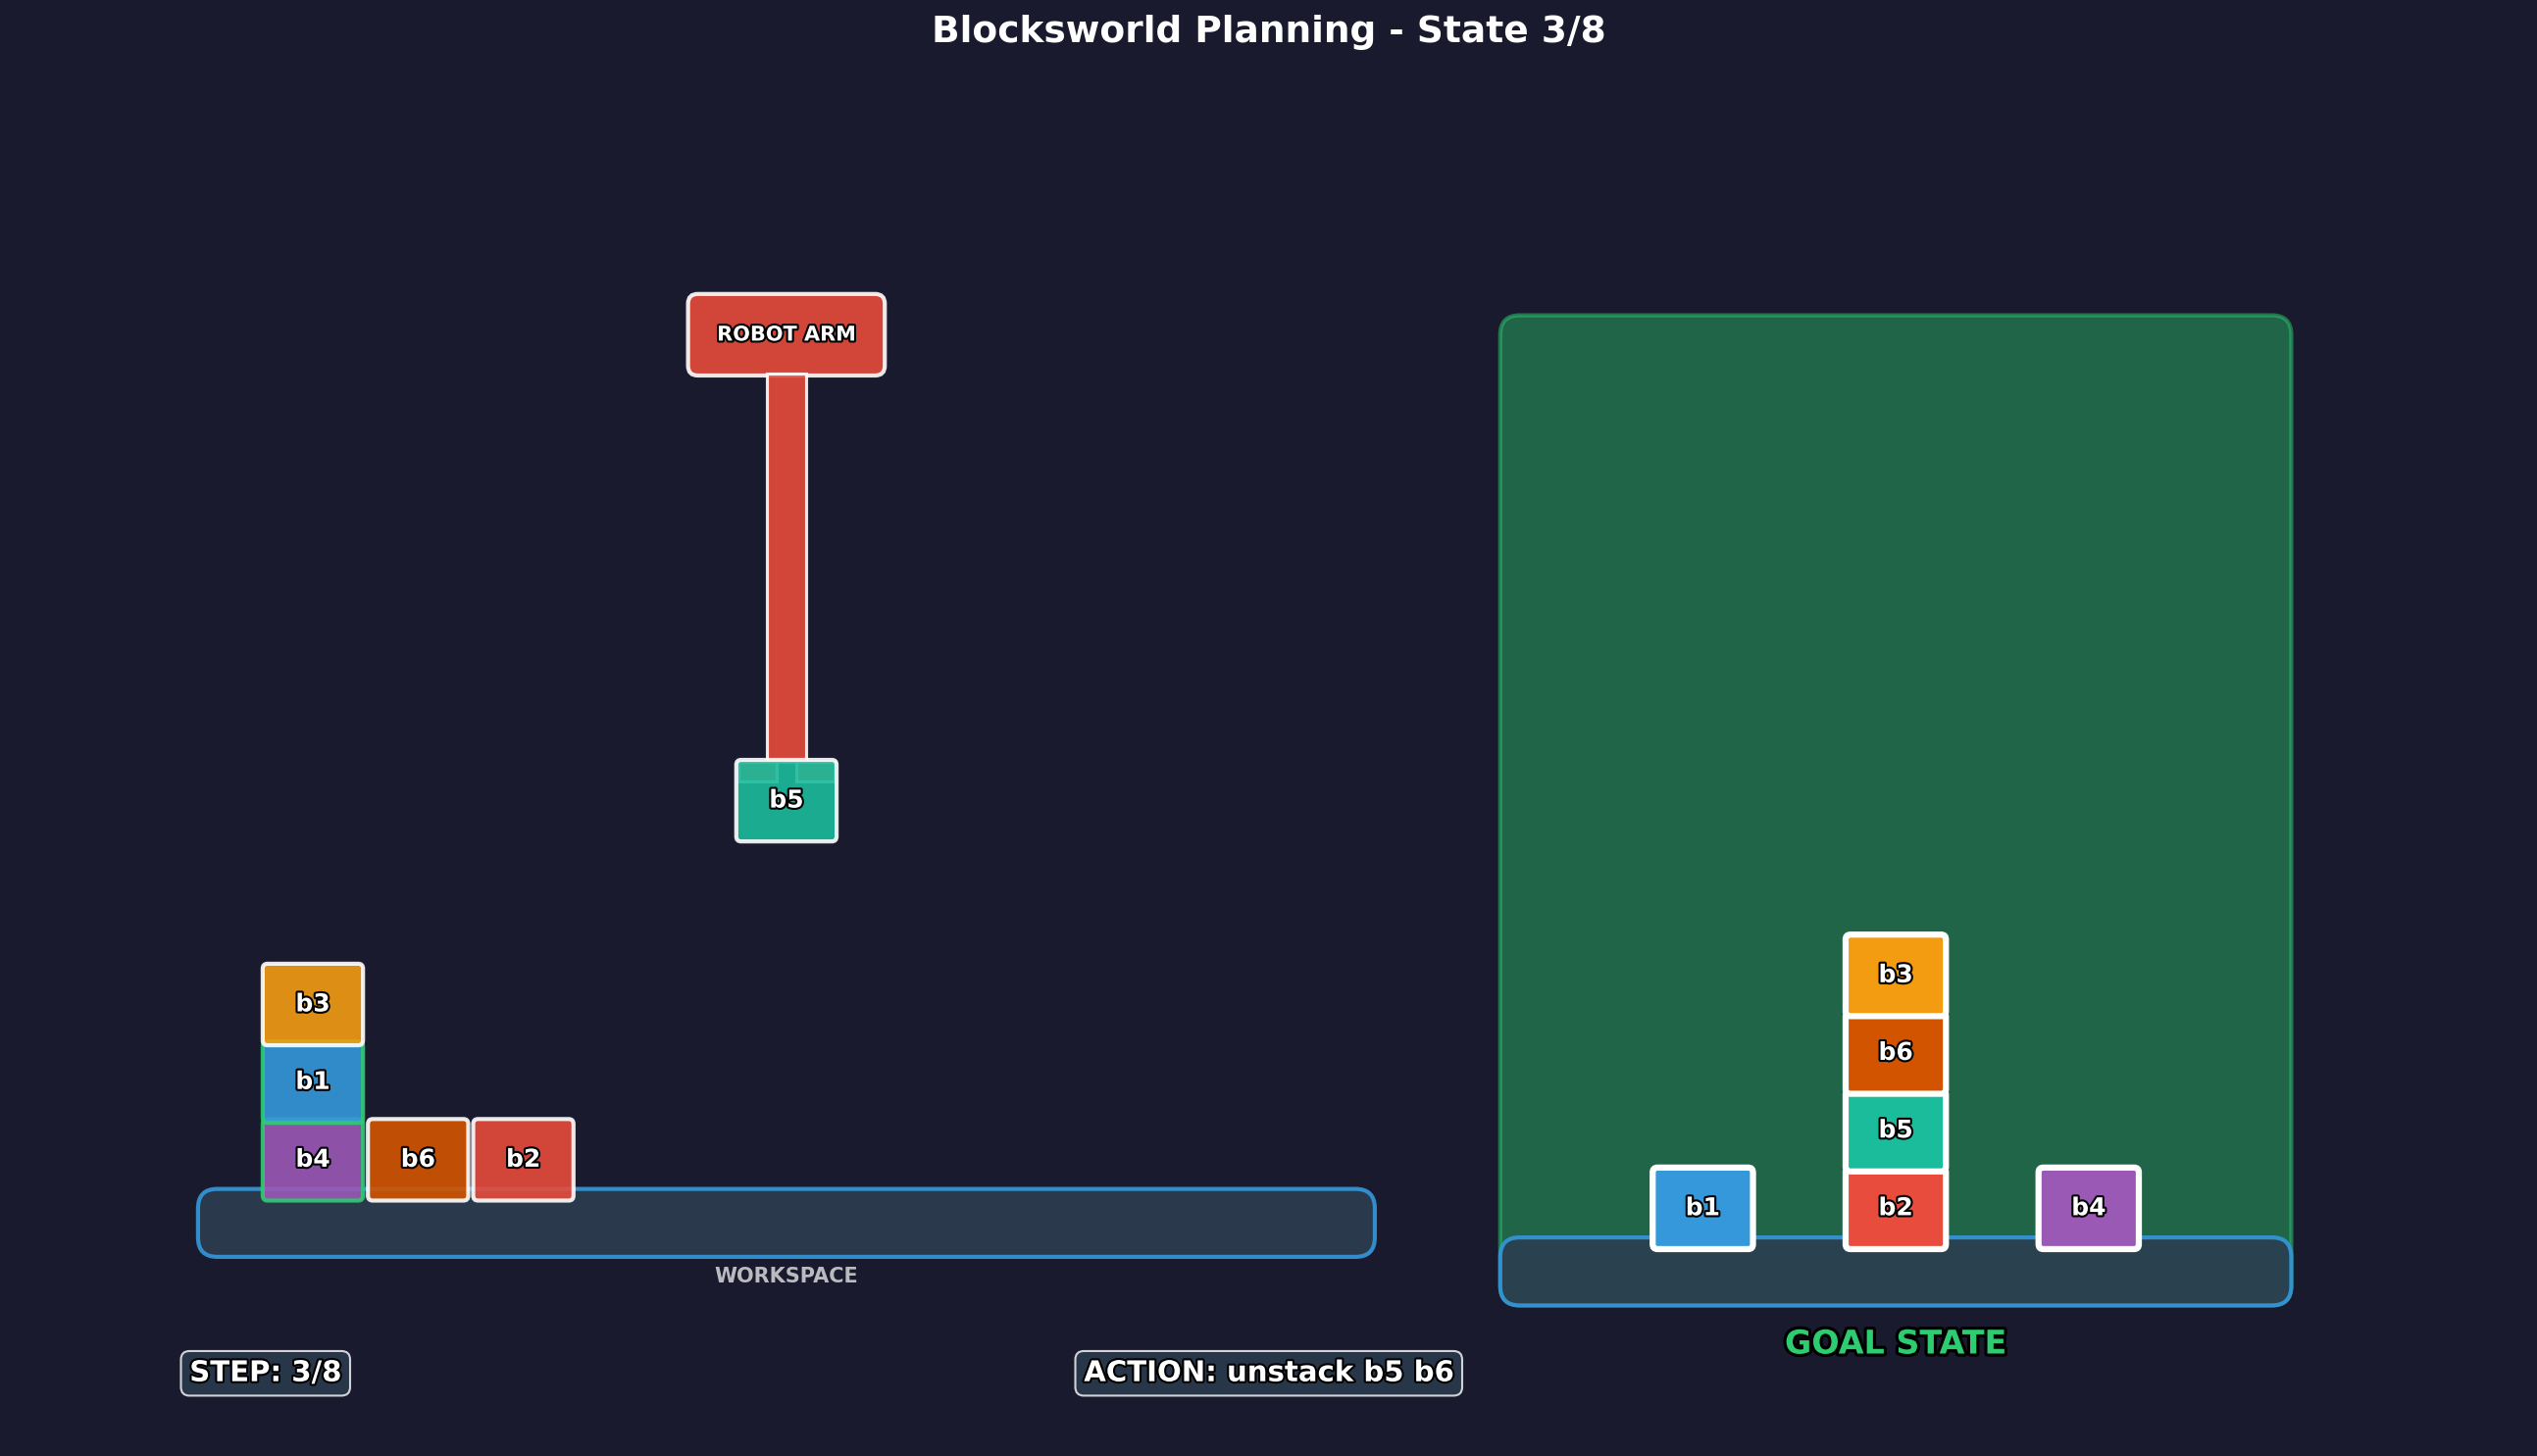 Blocksworld Planning - State 3/8
ROBOT ARM
b5
b3
b1
b4
b6
b2
WORKSPACE
b3
b6
b5
b1
b2
b4
GOAL STATE
STEP: 3/8
ACTION: unstack b5 b6